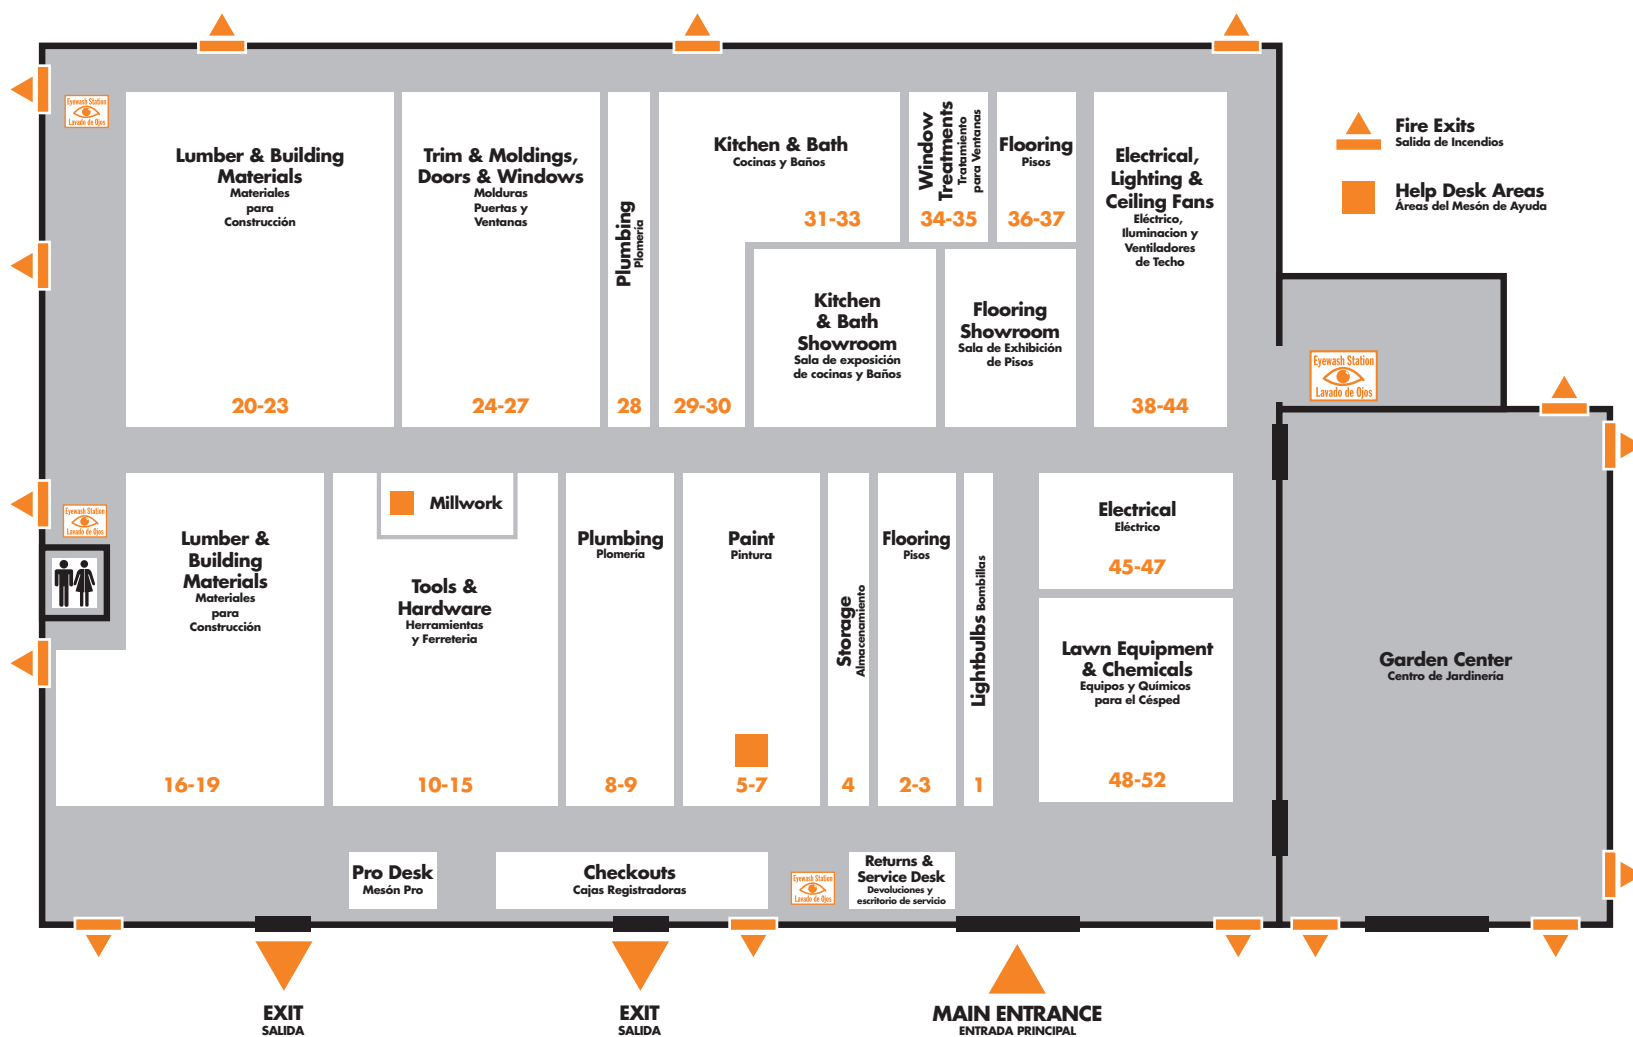 Eyewash Station
Lavado de Ojos
Lumber & Building
Materials
Materiales
para
Construcción
20-23
Trim & Moldings,
Doors & Windows
Molduras
Puertas y
Ventanas
24-27
Plumbing
Plomería
28
Kitchen & Bath
Cocinas y Baños
31-33
29-30
Window
Treatments
Tratamiento
para Ventanas
34-35
Flooring
Pisos
36-37
Kitchen
& Bath
Showroom
Sala de exposición
de cocinas y Baños
Flooring
Showroom
Sala de Exhibición
de Pisos
Electrical,
Lighting &
Ceiling Fans
Eléctrico,
Iluminacion y
Ventiladores
de Techo
38-44
Fire Exits
Salida de Incendios
Help Desk Areas
Áreas del Mesón de Ayuda
Eyewash Station
Lavado de Ojos
Eyewash Station
Lavado de Ojos
Lumber &
Building
Materials
Materiales
para
Construcción
16-19
Millwork
Tools &
Hardware
Herramientas
y Ferreteria
10-15
Plumbing
Plomería
8-9
Paint
Pintura
5-7
Storage
Almacenamiento
4
Flooring
Pisos
2-3
Lightbulbs Bombillas
1
Electrical
Eléctrico
45-47
Lawn Equipment
& Chemicals
Equipos y Químicos
para el Césped
48-52
Garden Center
Centro de Jardinería
Pro Desk
Mesón Pro
Checkouts
Cajas Registradoras
Eyewash Station
Lavado de Ojos
Returns &
Service Desk
Devoluciones y
escritorio de servicio
EXIT
SALIDA
EXIT
SALIDA
MAIN ENTRANCE
ENTRADA PRINCIPAL